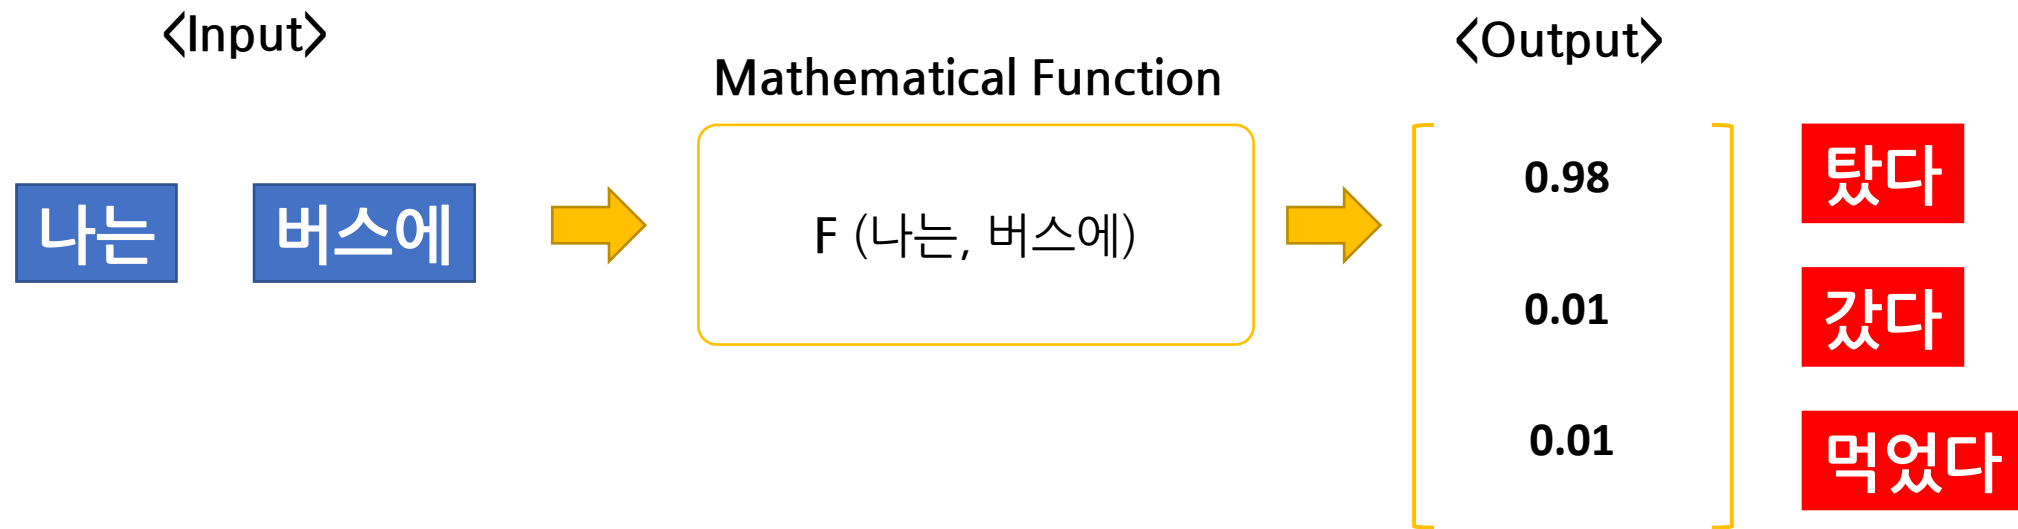 <Input>
<Output>
Mathematical Function
나는 버스에
F (나는, 버스에)
0.98 탔다
0.01 갔다
0.01 먹었다